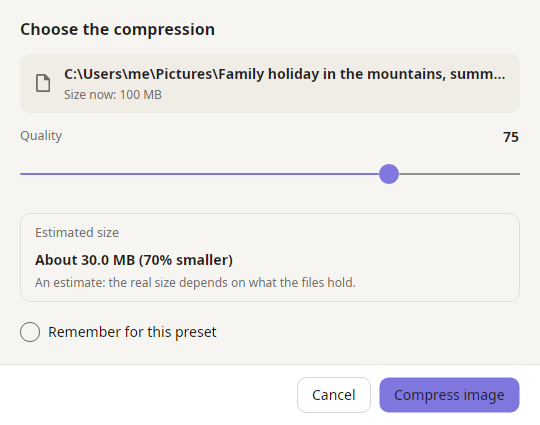 Choose the compression
C:\Users\me\Pictures\Family holiday in the mountains, summ...
Size now: 100 MB
Quality
75
Estimated size
About 30.0 MB (70% smaller)
An estimate: the real size depends on what the files hold.
Remember for this preset
Cancel
Compress image